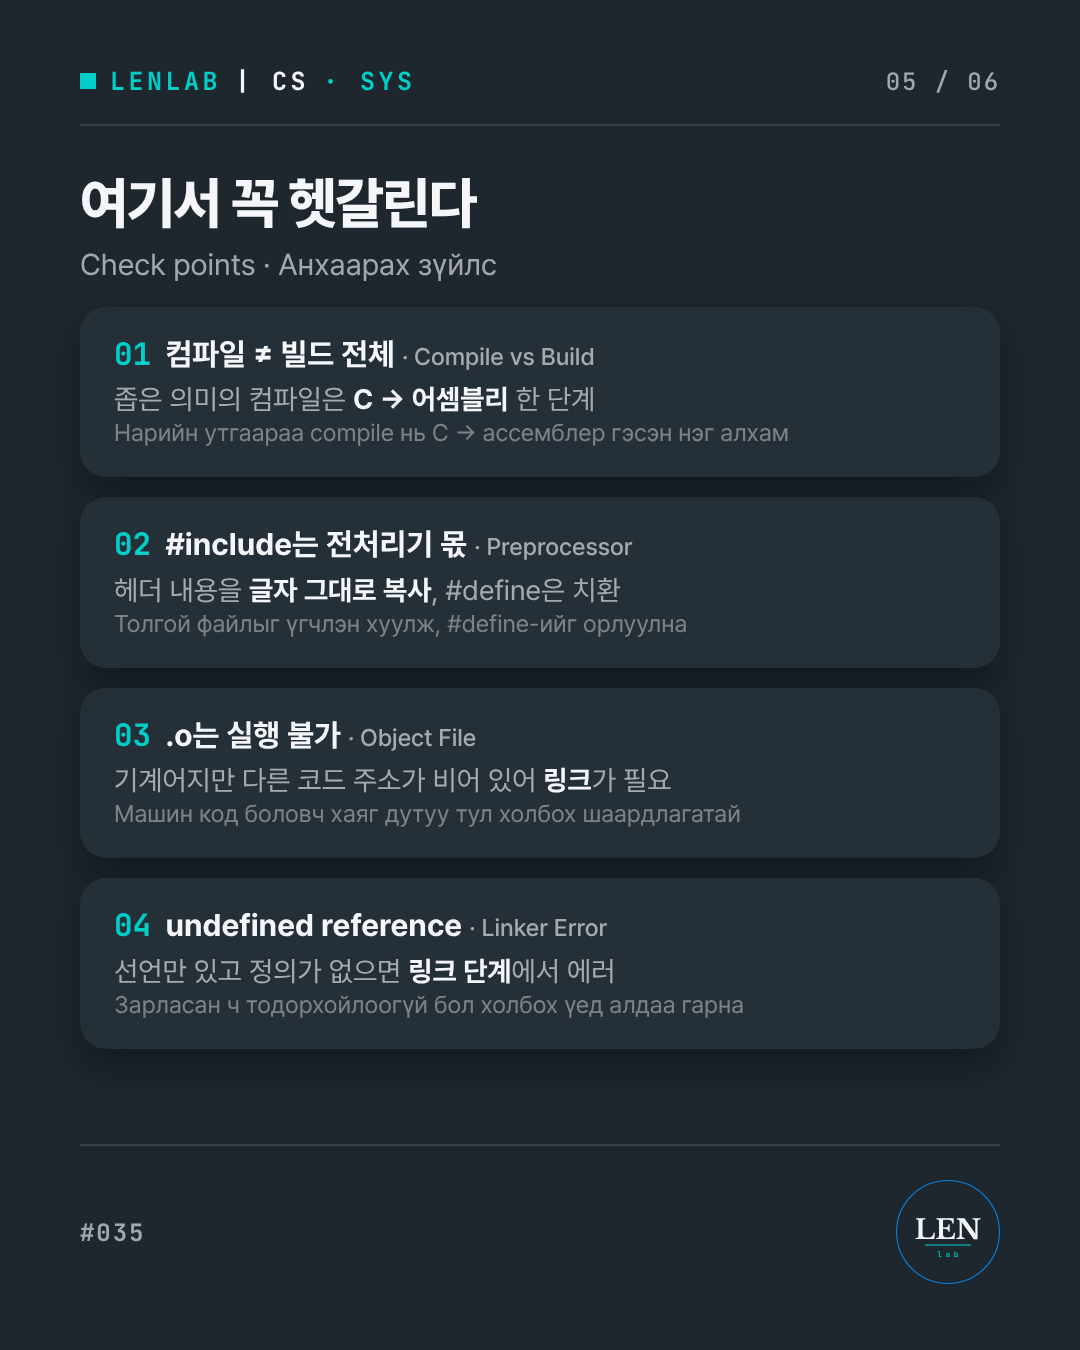 LENLAB | CS · SYS
05 / 06
여기서 꼭 헷갈린다
Check points · Анхаарах зүйлс
01 컴파일 ≠ 빌드 전체 · Compile vs Build
좁은 의미의 컴파일은 C → 어셈블리 한 단계
Нарийн утгаараа compile нь C → ассемблер гэсэн нэг алхам
02 #include는 전처리기 몫 · Preprocessor
헤더 내용을 글자 그대로 복사, #define은 치환
Толгой файлыг үгчлэн хуулж, #define-ийг орлуулна
03 .o는 실행 불가 · Object File
기계어지만 다른 코드 주소가 비어 있어 링크가 필요
Машин код боловч хаяг дутуу тул холбох шаардлагатай
04 undefined reference · Linker Error
선언만 있고 정의가 없으면 링크 단계에서 에러
Зарласан ч тодорхойлоогүй бол холбох үед алдаа гарна
#035
LEN
lab